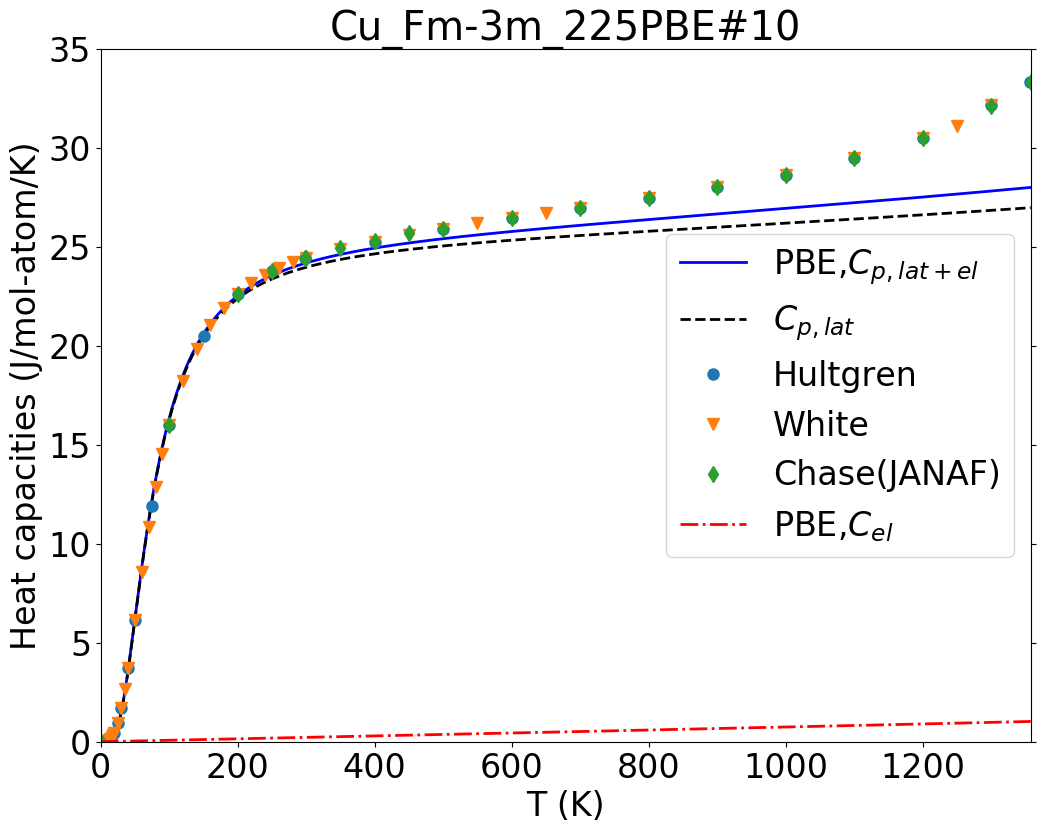 Cu_Fm-3m_225PBE#10
Heat capacities (J/mol-atom/K)
35
30
25
20
15
10
5
0
0 200 400 600 800 1000 1200
T (K)
PBE,C_{p,lat+el}
C_{p,lat}
Hultgren
White
Chase(JANAF)
PBE,C_{el}